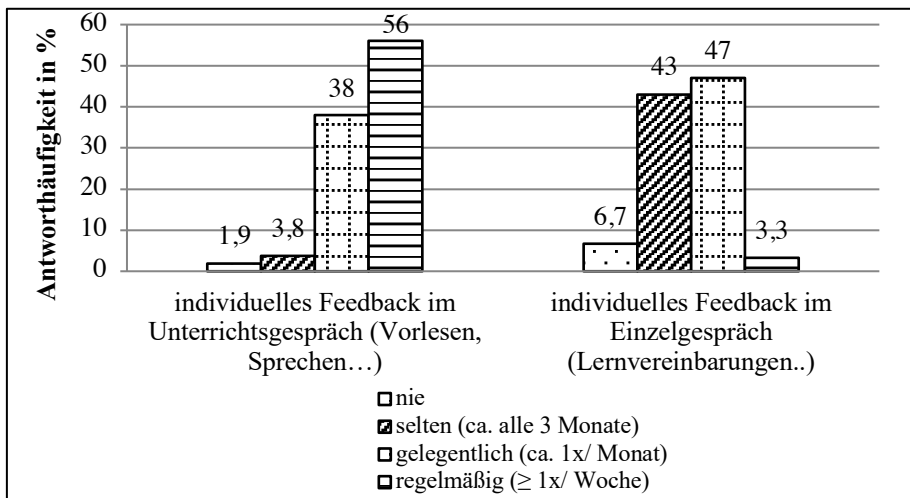 Antworthäufigkeit in %
60
50
40
30
20
10
0
1,9
3,8
38
56
6,7
43
47
3,3
individuelles Feedback im
Unterrichtsgespräch (Vorlesen,
Sprechen…)
individuelles Feedback im
Einzelgespräch
(Lernvereinbarungen..)
nie
selten (ca. alle 3 Monate)
gelegentlich (ca. 1x/ Monat)
regelmäßig (≥ 1x/ Woche)